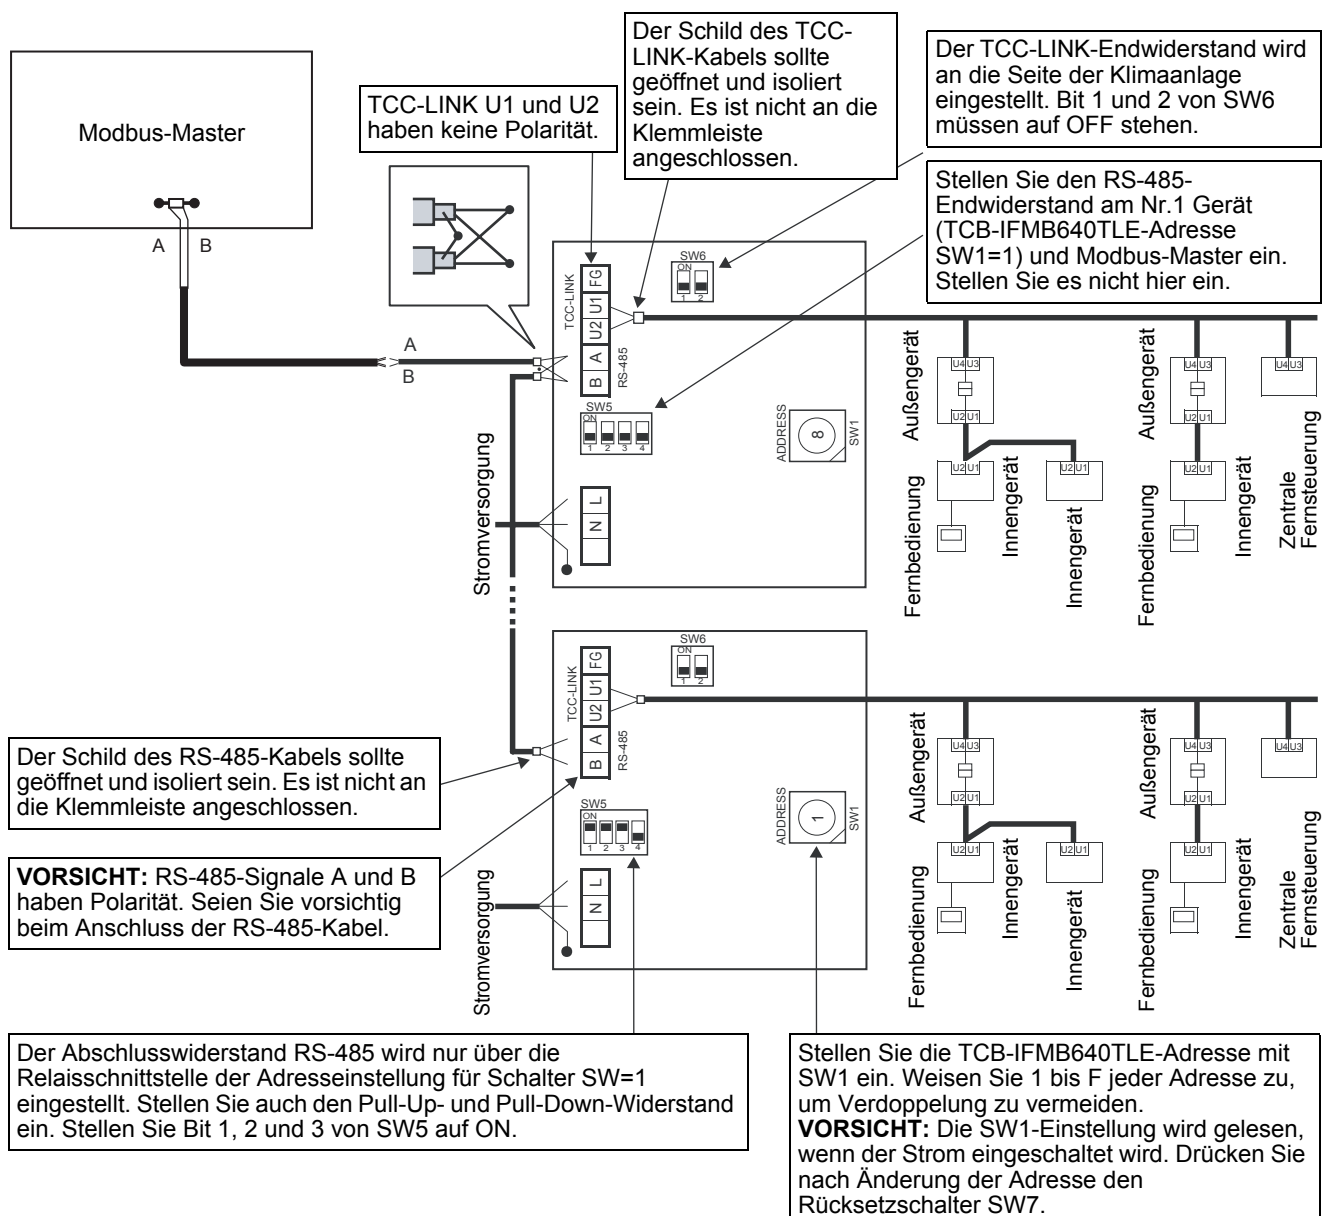 Der Schild des TCC-
LINK-Kabels sollte
geöffnet und isoliert
sein. Es ist nicht an die
Klemmleiste
angeschlossen.
Der TCC-LINK-Endwiderstand wird
an die Seite der Klimaanlage
eingestellt. Bit 1 und 2 von SW6
müssen auf OFF stehen.
TCC-LINK U1 und U2
haben keine Polarität.
Modbus-Master
Stellen Sie den RS-485-
Endwiderstand am Nr.1 Gerät
(TCB-IFMB640TLE-Adresse
SW1=1) und Modbus-Master ein.
Stellen Sie es nicht hier ein.
A B
A
B
TCC-LINK
FG
U1
U2
A
B
RS-485
SW6
ON
1 2
SW5
ON
1 2 3 4
ADDRESS
8
SW1
Stromversorgung
L
N
Außengerät
U4 U3
U2 U1
U2 U1
Fernbedienung
Innengerät
U2 U1
Innengerät
Außengerät
U4 U3
U2 U1
U2 U1
Fernbedienung
Innengerät
U4 U3
Zentrale
Fernsteuerung
TCC-LINK
FG
U1
U2
A
B
RS-485
SW6
ON
1 2
SW5
ON
1 2 3 4
ADDRESS
1
SW1
Stromversorgung
L
N
Außengerät
U4 U3
U2 U1
U2 U1
Fernbedienung
Innengerät
U2 U1
Innengerät
Außengerät
U4 U3
U2 U1
U2 U1
Fernbedienung
Innengerät
U4 U3
Zentrale
Fernsteuerung
Der Schild des RS-485-Kabels sollte
geöffnet und isoliert sein. Es ist nicht an
die Klemmleiste angeschlossen.
VORSICHT: RS-485-Signale A und B
haben Polarität. Seien Sie vorsichtig
beim Anschluss der RS-485-Kabel.
Der Abschlusswiderstand RS-485 wird nur über die
Relaisschnittstelle der Adresseinstellung für Schalter SW=1
eingestellt. Stellen Sie auch den Pull-Up- und Pull-Down-Widerstand
ein. Stellen Sie Bit 1, 2 und 3 von SW5 auf ON.
Stellen Sie die TCB-IFMB640TLE-Adresse mit
SW1 ein. Weisen Sie 1 bis F jeder Adresse zu,
um Verdoppelung zu vermeiden.
VORSICHT: Die SW1-Einstellung wird gelesen,
wenn der Strom eingeschaltet wird. Drücken Sie
nach Änderung der Adresse den
Rücksetzschalter SW7.